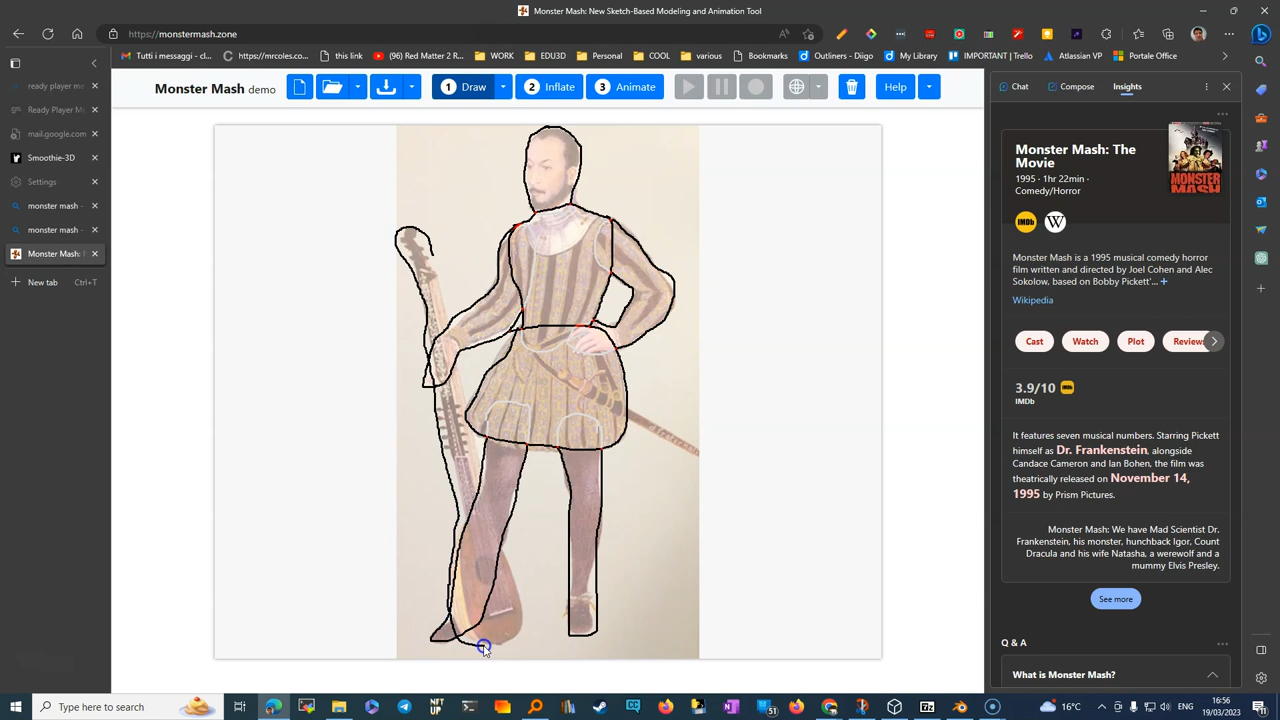 Monster Mash: New Sketch-Based Modeling and Animation Tool
https://monstermash.zone
Tutti i messaggi - cl...
https://mrcoles.com...
this link
(96) Red Matter 2 R...
WORK
EDU3D
Personal
COOL
various
Bookmarks
Outliners - Diigo
My Library
IMPORTANT | Trello
Atlassian VP
Portale Office
ready player me
Ready Player M
mail.google.com
Smoothie-3D
Settings
monster mash -
monster mash -
Monster Mash:
New tab
Ctrl+T
Monster Mash demo
1 Draw
2 Inflate
3 Animate
Help
Chat
Compose
Insights
Monster Mash: The
Movie
1995 · 1hr 22min ·
Comedy/Horror
IMDb
W
MONSTER
MASH
Monster Mash is a 1995 musical comedy
horror film written and directed by Joel Cohen and Alec
Sokolow, based on Bobby Pickett'...
Wikipedia
Cast
Watch
Plot
Reviews
3.9/10
IMDb
It features seven musical numbers. Starring Pickett
himself as Dr. Frankenstein, alongside
Candace Cameron and Ian Bohen, the film was
theatrically released on November 14,
1995 by Prism Pictures.
Monster Mash: We have Mad Scientist Dr.
Frankenstein, his monster, hunchback Igor, Count
Dracula and his wife Natasha, a werewolf and a
mummy Elvis Presley.
See more
Q & A
What is Monster Mash?
Type here to search
NFT
UP
CC
51
Zz
16°C
16:56
19/03/2023